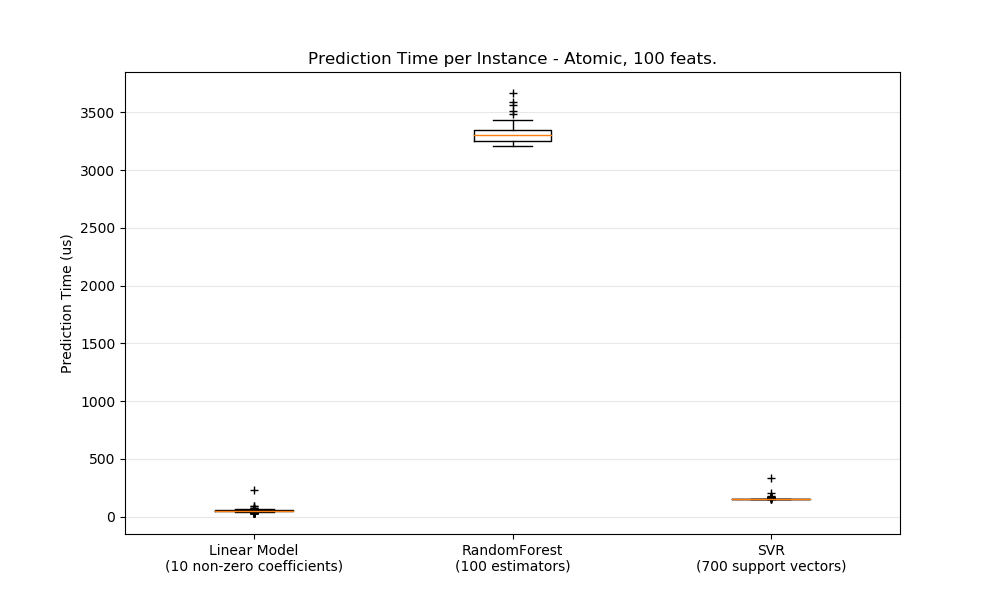 Prediction Time per Instance - Atomic, 100 feats.
Prediction Time (us)
3500
3000
2500
2000
1500
1000
500
0
Linear Model
(10 non-zero coefficients)
RandomForest
(100 estimators)
SVR
(700 support vectors)